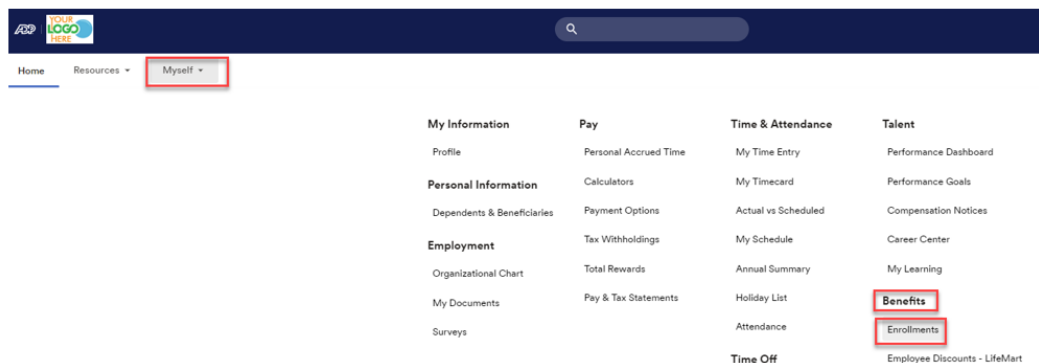 ADP
YOUR
LOGO
HERE
Home
Resources
Myself
My Information
Profile
Personal Information
Dependents & Beneficiaries
Employment
Organizational Chart
My Documents
Surveys
Pay
Personal Accrued Time
Calculators
Payment Options
Tax Withholdings
Total Rewards
Pay & Tax Statements
Time & Attendance
My Time Entry
My Timecard
Actual vs Scheduled
My Schedule
Annual Summary
Holiday List
Attendance
Time Off
Talent
Performance Dashboard
Performance Goals
Compensation Notices
Career Center
My Learning
Benefits
Enrollments
Employee Discounts - LifeMart